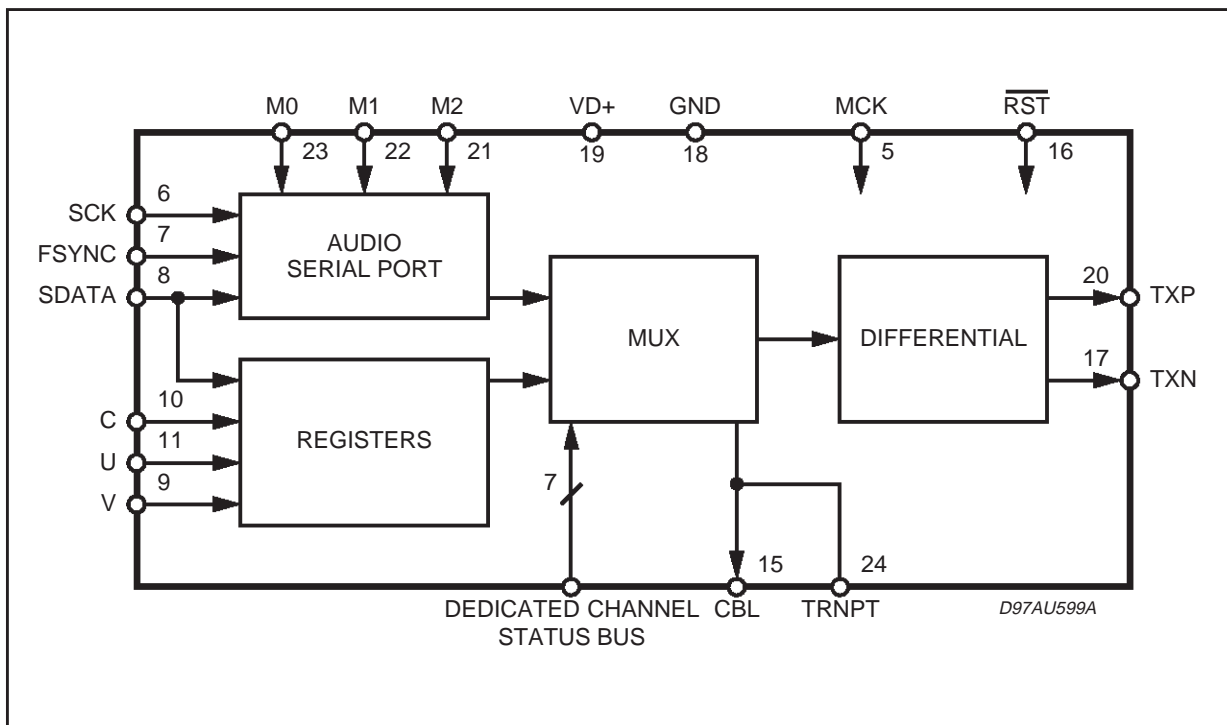 M0 M1 M2 VD+ GND MCK RST
23 22 21 19 18 5 16
SCK 6
FSYNC 7
SDATA 8
AUDIO
SERIAL PORT
MUX
DIFFERENTIAL
20 TXP
17 TXN
C 10
U 11
V 9
REGISTERS
7
15 24
DEDICATED CHANNEL
STATUS BUS
CBL
TRNPT
D97AU599A